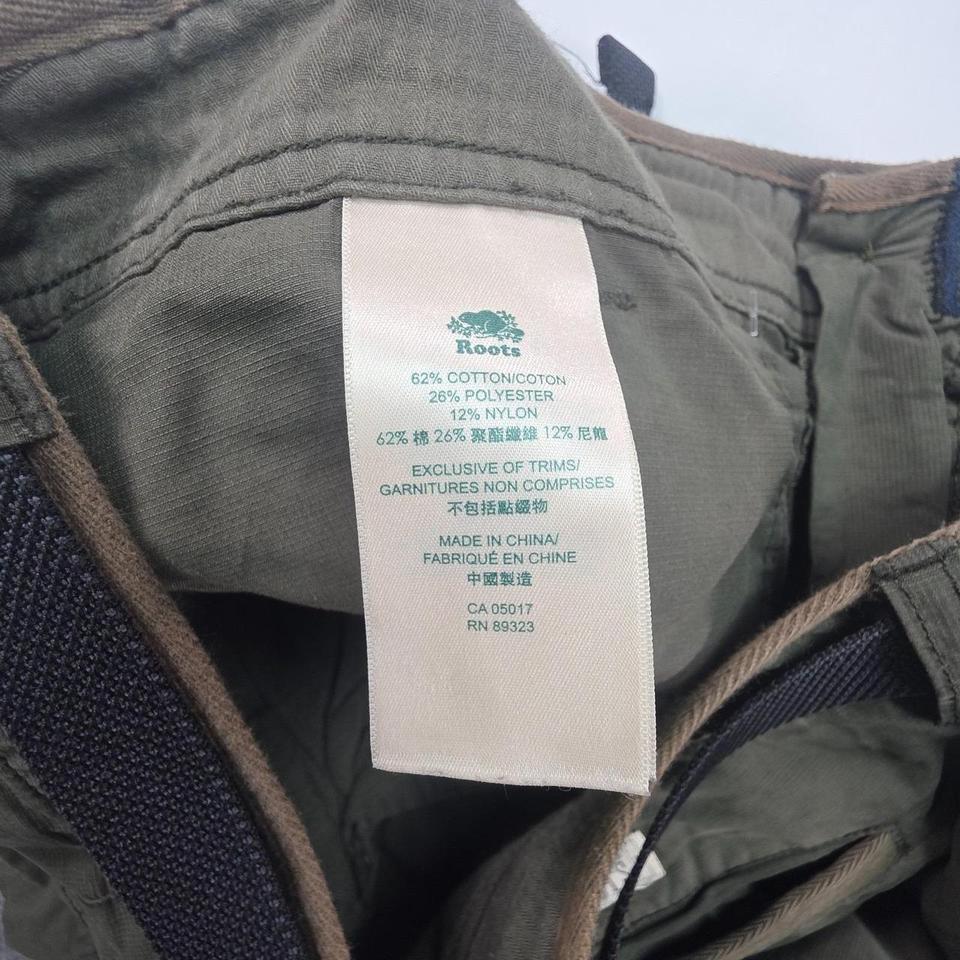 Roots
62% COTTON/COTON
26% POLYESTER
12% NYLON
62% 棉 26% 聚酯纖維 12% 尼龍
EXCLUSIVE OF TRIMS/
GARNITURES NON COMPRISES
不包括點綴物
MADE IN CHINA/
FABRIQUÉ EN CHINE
中國製造
CA 05017
RN 89323